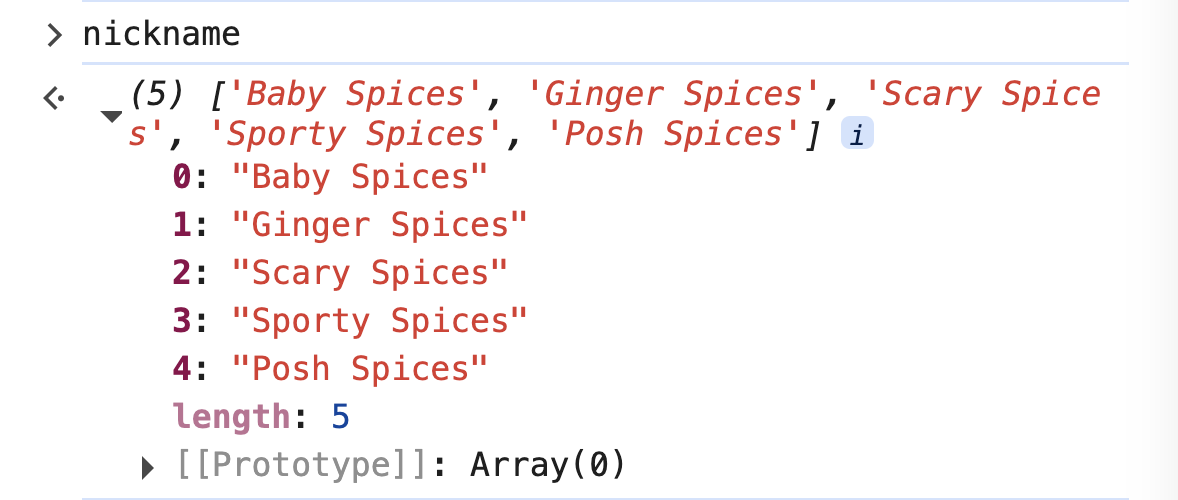 nickname
(5) ['Baby Spices', 'Ginger Spices', 'Scary Spice
s', 'Sporty Spices', 'Posh Spices'] i
0: "Baby Spices"
1: "Ginger Spices"
2: "Scary Spices"
3: "Sporty Spices"
4: "Posh Spices"
length: 5
[[Prototype]]: Array(0)